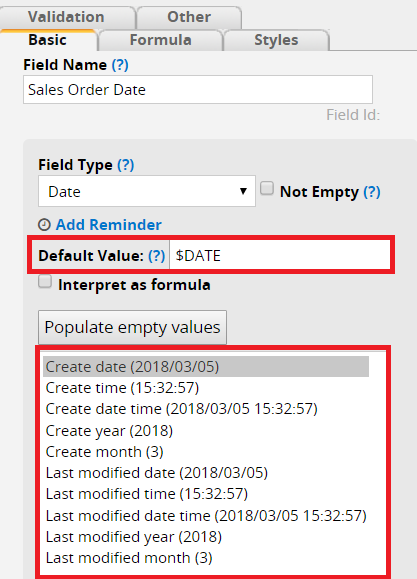 Validation Other
Basic Formula Styles
Field Name (?)
Sales Order Date
Field Id:
Field Type (?)
Date Not Empty (?)
Add Reminder
Default Value: (?) $DATE
Interpret as formula
Populate empty values
Create date (2018/03/05)
Create time (15:32:57)
Create date time (2018/03/05 15:32:57)
Create year (2018)
Create month (3)
Last modified date (2018/03/05)
Last modified time (15:32:57)
Last modified date time (2018/03/05 15:32:57)
Last modified year (2018)
Last modified month (3)